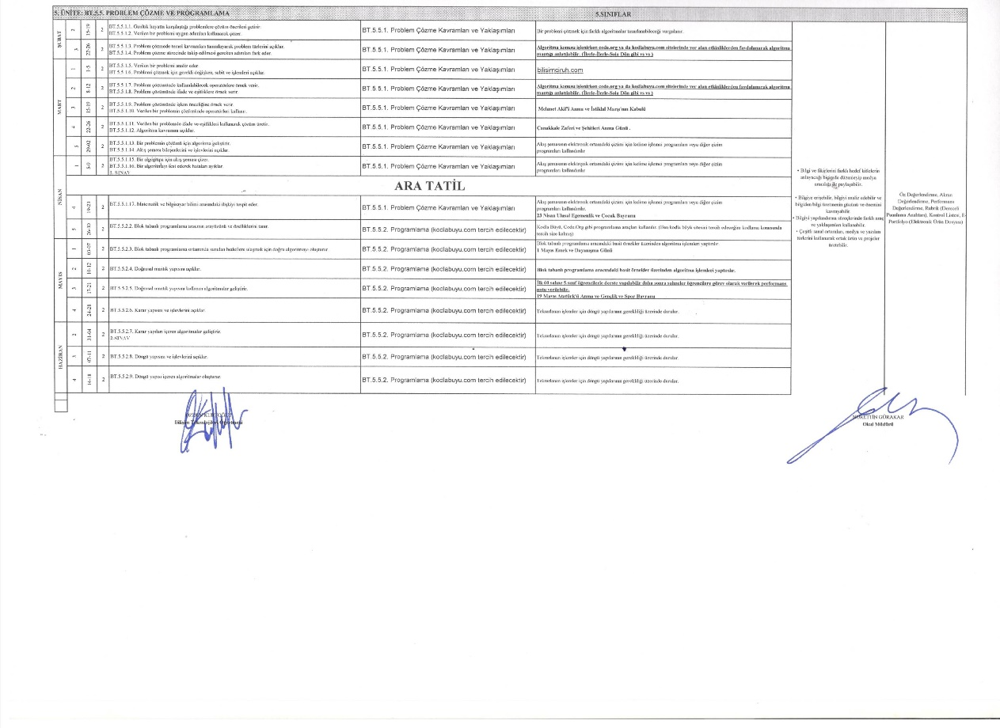 5. ÜNİTE: BT.5.5. PROBLEM ÇÖZME VE PROGRAMLAMA
5.SINIFLAR
ŞUBAT
2
15-19
2
BT.5.5.1.1. Günlük hayatta karşılaştığı problemlere çözüm önerileri getirir.
BT.5.5.1.2. Verilen bir problemi uygun adımları kullanarak çözer.
BT.5.5.1. Problem Çözme Kavramları ve Yaklaşımları
Bir problemi çözmek için farklı algoritmalar tasarlanabileceği vurgulanır.
3
22-26
2
BT.5.5.1.3. Problem çözmede temel kavramları tanımlayarak problem türlerini açıklar.
BT.5.5.1.4. Problem çözme sürecinde takip edilmesi gereken adımları fark eder.
BT.5.5.1. Problem Çözme Kavramları ve Yaklaşımları
Algoritma konusu işlenirken code.org ya da kodlabuyu.com sitelerinde yer alan etkinliklerden faydalanarak algoritma
mantığı anlatılabilir. (İlerle-İlerle-Sola Dön gibi vs vs )
MART
1
1-5
2
BT.5.5.1.5. Verilen bir problemi analiz eder.
BT.5.5.1.6. Problemi çözmek için gerekli değişken, sabit ve işlemleri açıklar.
BT.5.5.1. Problem Çözme Kavramları ve Yaklaşımları
bilisimciruh.com
2
8-12
2
BT.5.5.1.7. Problem çözümünde kullanılabilecek operatörlere örnek verir.
BT.5.5.1.8. Problem çözümünde ifade ve eşitliklere örnek verir.
BT.5.5.1. Problem Çözme Kavramları ve Yaklaşımları
Algoritma konusu işlenirken code.org ya da kodlabuyu.com sitelerinde yer alan etkinliklerden faydalanarak algoritma
mantığı anlatılabilir. (İlerle-İlerle-Sola Dön gibi vs vs )
3
15-19
2
BT.5.5.1.9. Problem çözümünde işlem önceliğine örnek verir.
BT.5.5.1.10. Verilen bir problemin çözümünde operatörleri kullanır.
BT.5.5.1. Problem Çözme Kavramları ve Yaklaşımları
Mehmet Akif'i Anma ve İstiklal Marşı'nın Kabulü
4
22-26
2
BT.5.5.1.11. Verilen bir problemde ifade ve eşitlikleri kullanarak çözüm üretir.
BT.5.5.1.12. Algoritma kavramını açıklar.
BT.5.5.1. Problem Çözme Kavramları ve Yaklaşımları
Çanakkale Zaferi ve Şehitleri Anma Günü .
5
29-02
2
BT.5.5.1.13. Bir problemin çözümü için algoritma geliştirir.
BT.5.5.1.14. Akış şeması bileşenlerini ve işlevlerini açıklar.
BT.5.5.1. Problem Çözme Kavramları ve Yaklaşımları
Akış şemasının elektronik ortamdaki çizimi için kelime işlemci programları veya diğer çizim
programları kullandırılır
NİSAN
1
5-9
2
BT.5.5.1.15. Bir algoritma için akış şeması çizer.
BT.5.5.1.16. Bir algoritmayı test ederek hataları ayıklar.
1. SINAV
BT.5.5.1. Problem Çözme Kavramları ve Yaklaşımları
Akış şemasının elektronik ortamdaki çizimi için kelime işlemci programları veya diğer çizim
programları kullandırılır
ARA TATİL
4
19-23
2
BT.5.5.1.17. Matematik ve bilgisayar bilimi arasındaki ilişkiyi tespit eder.
BT.5.5.1. Problem Çözme Kavramları ve Yaklaşımları
Akış şemasının elektronik ortamdaki çizimi için kelime işlemci programları veya diğer çizim
programları kullandırılır.
23 Nisan Ulusal Egemenlik ve Çocuk Bayramı
5
26-30
2
BT.5.5.2.2. Blok tabanlı programlama aracının arayüzünü ve özelliklerini tanır.
BT.5.5.2. Programlama (kodlabuyu.com tercih edilecektir)
Kodla Büyü, Code.Org gibi programlama araçları kullanılır. (Ben kodla büyü sitesini tercih edeceğim kodlama konusunda
tercih size kalmış)
MAYIS
1
03-07
2
BT.5.5.2.3. Blok tabanlı programlama ortamında sunulan hedeflere ulaşmak için doğru algoritmayı oluşturur
BT.5.5.2. Programlama (kodlabuyu.com tercih edilecektir)
Blok tabanlı programlama aracındaki basit örnekler üzerinden algoritma işlemleri yaptırılır.
1 Mayıs Emek ve Dayanışma Günü
2
10-12
2
BT.5.5.2.4. Doğrusal mantık yapısını açıklar.
BT.5.5.2. Programlama (kodlabuyu.com tercih edilecektir)
Blok tabanlı programlama aracındaki basit örnekler üzerinden algoritma işlemleri yaptırılır.
3
17-21
2
BT.5.5.2.5. Doğrusal mantık yapısını kullanan algoritmalar geliştirir.
BT.5.5.2. Programlama (kodlabuyu.com tercih edilecektir)
İlk 60 sahne 5.sınıf öğrencilerle derste yapılabilir daha sonra sahneler öğrencilere görev olarak verilerek performans
notu verilebilir.
19 Mayıs Atatürk'ü Anma ve Gençlik ve Spor Bayramı
4
24-28
2
BT.5.5.2.6. Karar yapısını ve işlevlerini açıklar
BT.5.5.2. Programlama (kodlabuyu.com tercih edilecektir)
Tekrarlanan işlemler için döngü yapılarının gerekliliği üzerinde durulur.
HAZİRAN
2
31-04
2
BT.5.5.2.7. Karar yapıları içeren algoritmalar geliştirir.
2.SINAV
BT.5.5.2. Programlama (kodlabuyu.com tercih edilecektir)
Tekrarlanan işlemler için döngü yapılarının gerekliliği üzerinde durulur.
3
07-11
2
BT.5.5.2.8. Döngü yapısını ve işlevlerini açıklar.
BT.5.5.2. Programlama (kodlabuyu.com tercih edilecektir)
Tekrarlanan işlemler için döngü yapılarının gerekliliği üzerinde durulur.
4
14-18
2
BT.5.5.2.9. Döngü yapısı içeren algoritmalar oluşturur.
BT.5.5.2. Programlama (kodlabuyu.com tercih edilecektir)
Tekrarlanan işlemler için döngü yapılarının gerekliliği üzerinde durulur.
• Bilgi ve fikirlerini farklı hedef kitlelerin
anlayacağı biçimde düzenleyip medya
aracılığı ile paylaşabilir.
• Bilgiye erişebilir, bilgiyi analiz edebilir ve
bilgiden bilgi üretmenin gücünü ve önemini
kavrayabilir
• Bilgiyi yapılandırma süreçlerinde farklı araç
ve yaklaşımları kullanabilir.
• Çeşitli sanal ortamları, medya ve yazılım
türlerini kullanarak ortak ürün ve projeler
üretebilir.
Öz Değerlendirme, Akran
Değerlendirme, Performans
Değerlendirme, Rubrik (Dereceli
Puanlama Anahtarı), Kontrol Listesi, E-
Portfolyo (Elektronik Ürün Dosyası)
Bilişim Teknolojileri Öğretmeni
NURETTİN GÖRAKAR
Okul Müdürü